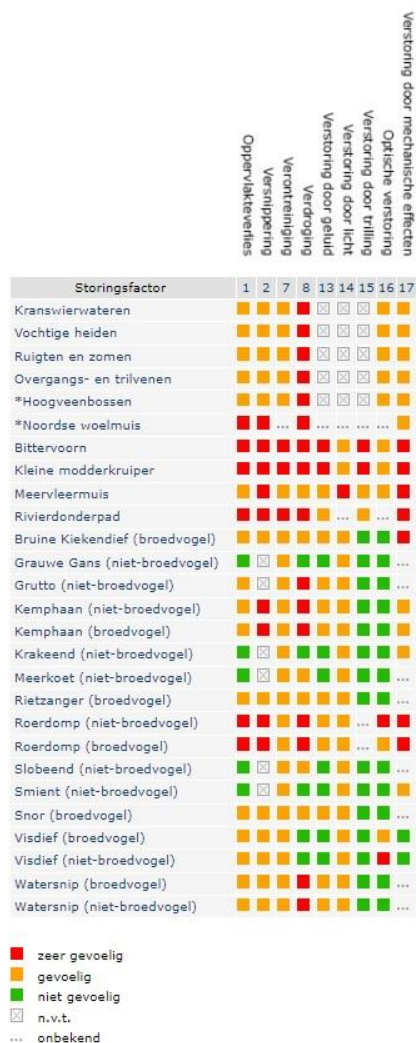 Oppervlakteverlies
Versnippering
Verontreiniging
Verdroging
Verstoring door geluid
Verstoring door licht
Verstoring door trilling
Optische verstoring
Verstoring door mechanische effecten
Storingsfactor 1 2 7 8 13 14 15 16 17
Kranswierwateren
Vochtige heiden
Ruigten en zomen
Overgangs- en trilvenen
*Hoogveenbossen
*Noordse woelmuis ... ... ... ... ...
Bittervoorn
Kleine modderkruiper
Meervleermuis
Rivierdonderpad ... ...
Bruine Kiekendief (broedvogel)
Grauwe Gans (niet-broedvogel) ...
Grutto (niet-broedvogel) ...
Kemphaan (niet-broedvogel)
Kemphaan (broedvogel)
Krakeend (niet-broedvogel)
Meerkoet (niet-broedvogel) ...
Rietzanger (broedvogel) ...
Roerdomp (niet-broedvogel) ...
Roerdomp (broedvogel) ...
Slobeend (niet-broedvogel) ...
Smient (niet-broedvogel)
Snor (broedvogel) ...
Visdief (broedvogel)
Visdief (niet-broedvogel)
Watersnip (broedvogel) ...
Watersnip (niet-broedvogel) ...
zeer gevoelig
gevoelig
niet gevoelig
n.v.t.
... onbekend